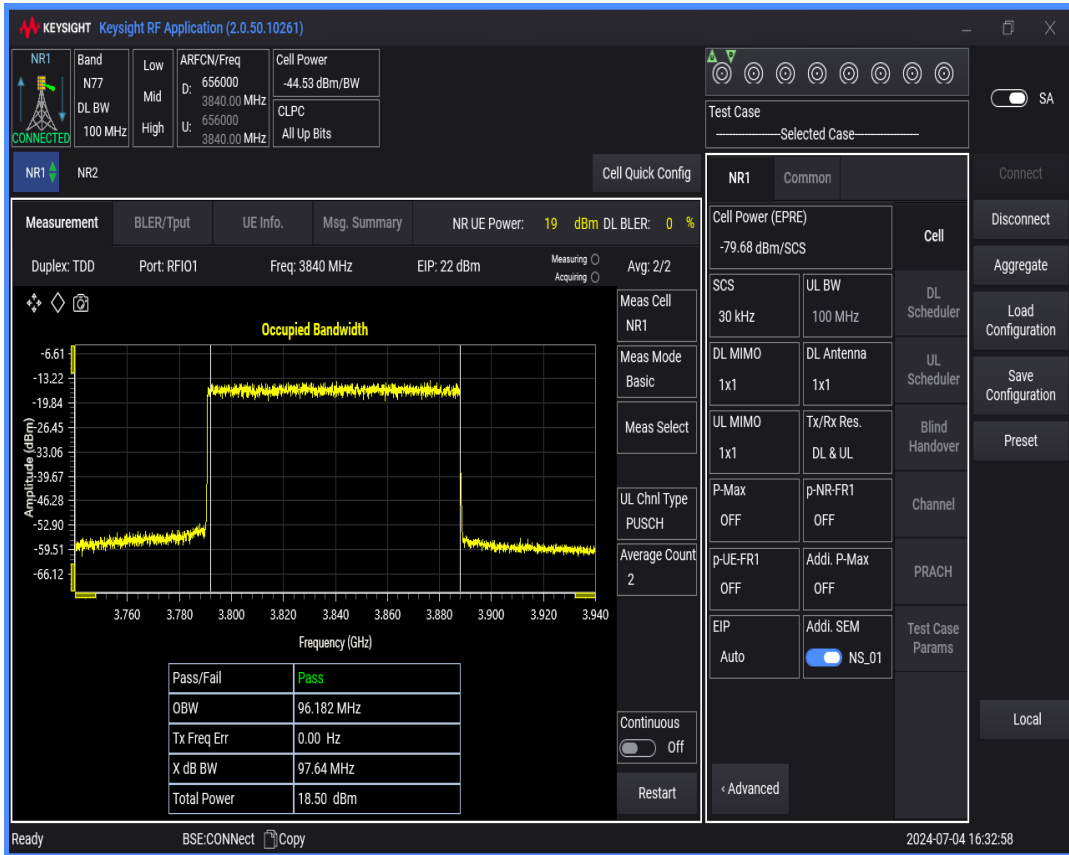 KEYSIGHT Keysight RF Application (2.0.50.10261)
NR1
CONNECTED
Band
N77
DL BW
100 MHz
Low
Mid
High
ARFCN/Freq
D: 656000
3840.00 MHz
U: 656000
3840.00 MHz
Cell Power
-44.53 dBm/BW
CLPC
All Up Bits
Test Case
---------------------Selected Case---------------------
SA
NR1
NR2
Cell Quick Config
Measurement
BLER/Tput
UE Info.
Msg. Summary
NR UE Power: 19 dBm DL BLER: 0 %
Duplex: TDD
Port: RFIO1
Freq: 3840 MHz
EIP: 22 dBm
Measuring
Acquiring
Avg: 2/2
Occupied Bandwidth
Amplitude (dBm)
-6.61
-13.22
-19.84
-26.45
-33.06
-39.67
-46.28
-52.90
-59.51
-66.12
3.760 3.780 3.800 3.820 3.840 3.860 3.880 3.900 3.920 3.940
Frequency (GHz)
Pass/Fail Pass
OBW 96.182 MHz
Tx Freq Err 0.00 Hz
X dB BW 97.64 MHz
Total Power 18.50 dBm
Meas Cell
NR1
Meas Mode
Basic
Meas Select
UL Chnl Type
PUSCH
Average Count
2
Continuous
Off
Restart
NR1
Common
Cell Power (EPRE)
-79.68 dBm/SCS
SCS
30 kHz
UL BW
100 MHz
DL MIMO
1x1
DL Antenna
1x1
UL MIMO
1x1
Tx/Rx Res.
DL & UL
P-Max
OFF
p-NR-FR1
OFF
p-UE-FR1
OFF
Addi. P-Max
OFF
EIP
Auto
Addi. SEM
NS_01
‹ Advanced
Cell
DL
Scheduler
UL
Scheduler
Blind
Handover
Channel
PRACH
Test Case
Params
Connect
Disconnect
Aggregate
Load
Configuration
Save
Configuration
Preset
Local
Ready
BSE:CONNect
Copy
2024-07-04 16:32:58